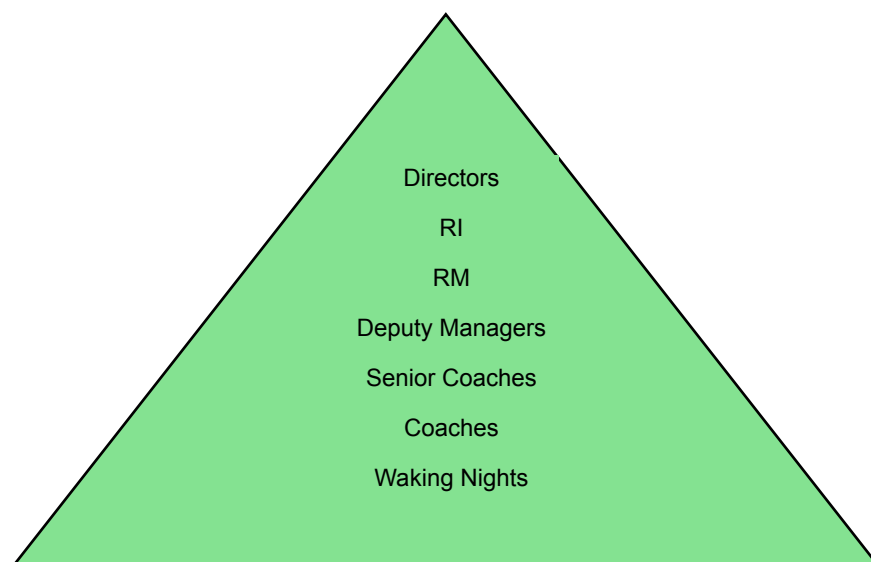 Directors
RI
RM
Deputy Managers
Senior Coaches
Coaches
Waking Nights